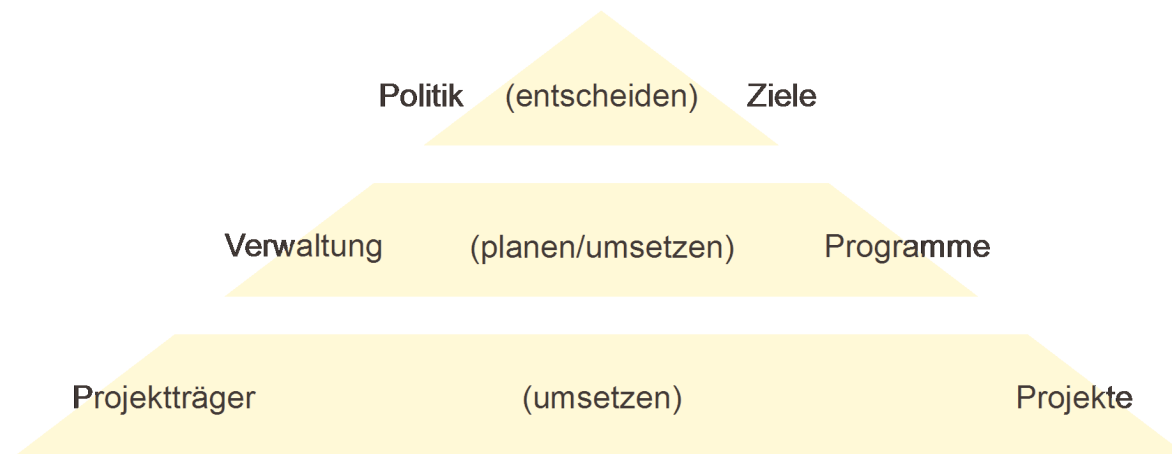 Politik (entscheiden) Ziele
Verwaltung (planen/umsetzen) Programme
Projektträger (umsetzen) Projekte